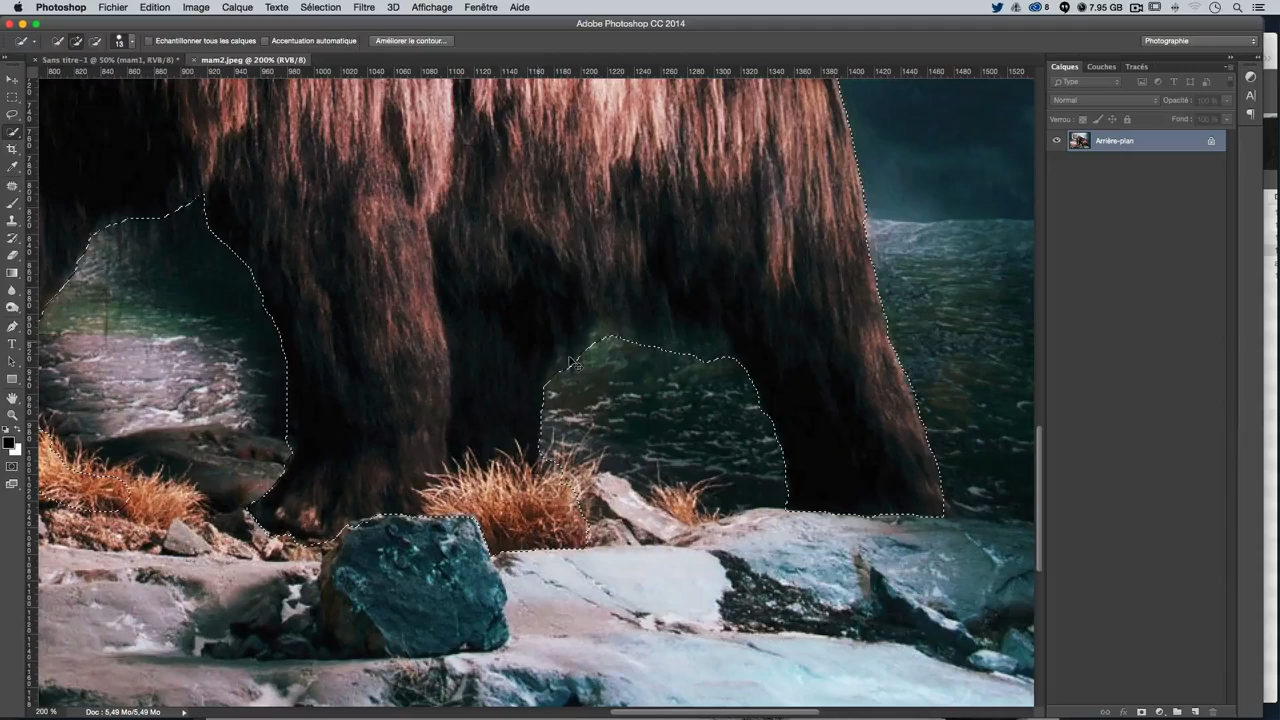 Photoshop Fichier Edition Image Calque Texte Sélection Filtre 3D Affichage Fenêtre Aide 8 7.95 GB
Adobe Photoshop CC 2014
13 Echantillonner tous les calques Accentuation automatique Améliorer le contour... Photographie
Sans titre-1 @ 50% (mam1, RVB/8) * mam2.jpeg @ 200% (RVB/8)
Calques Couches Tracés
800 820 840 860 880 900 920 940 960 980 1000 1020 1040 1060 1080 1100 1120 1140 1160 1180 1200 1220 1240 1260 1280 1300 1320 1340 1360 1380 1400 1420 1440 1460 1480 1500 1520
Type
Normal Opacité : 100 %
Verrou : Fond : 100 %
Arrière-plan
200 % Doc : 5,49 Mo/5,49 Mo